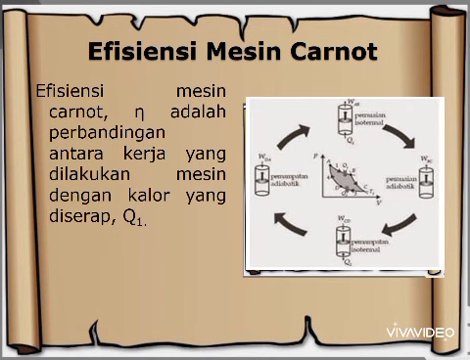 Efisiensi Mesin Carnot
Efisiensi mesin
carnot, η adalah
perbandingan
antara kerja yang
dilakukan mesin
dengan kalor yang
diserap, Q1.
pemuaian
isotermal
pemampatan
adiabatik
pemuaian
adiabatik
pemampatan
isotermal
P
V
VIVAVIDEO